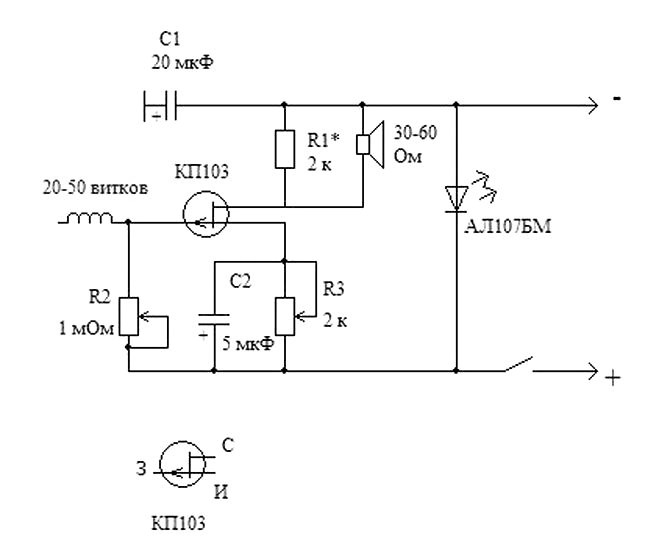 C1
20 мкФ
-
R1*
2 к
30-60
Ом
КП103
20-50 витков
АЛ107БМ
C2
R3
R2
1 мОм
5 мкФ
2 к
+
+
+
С
З
И
КП103